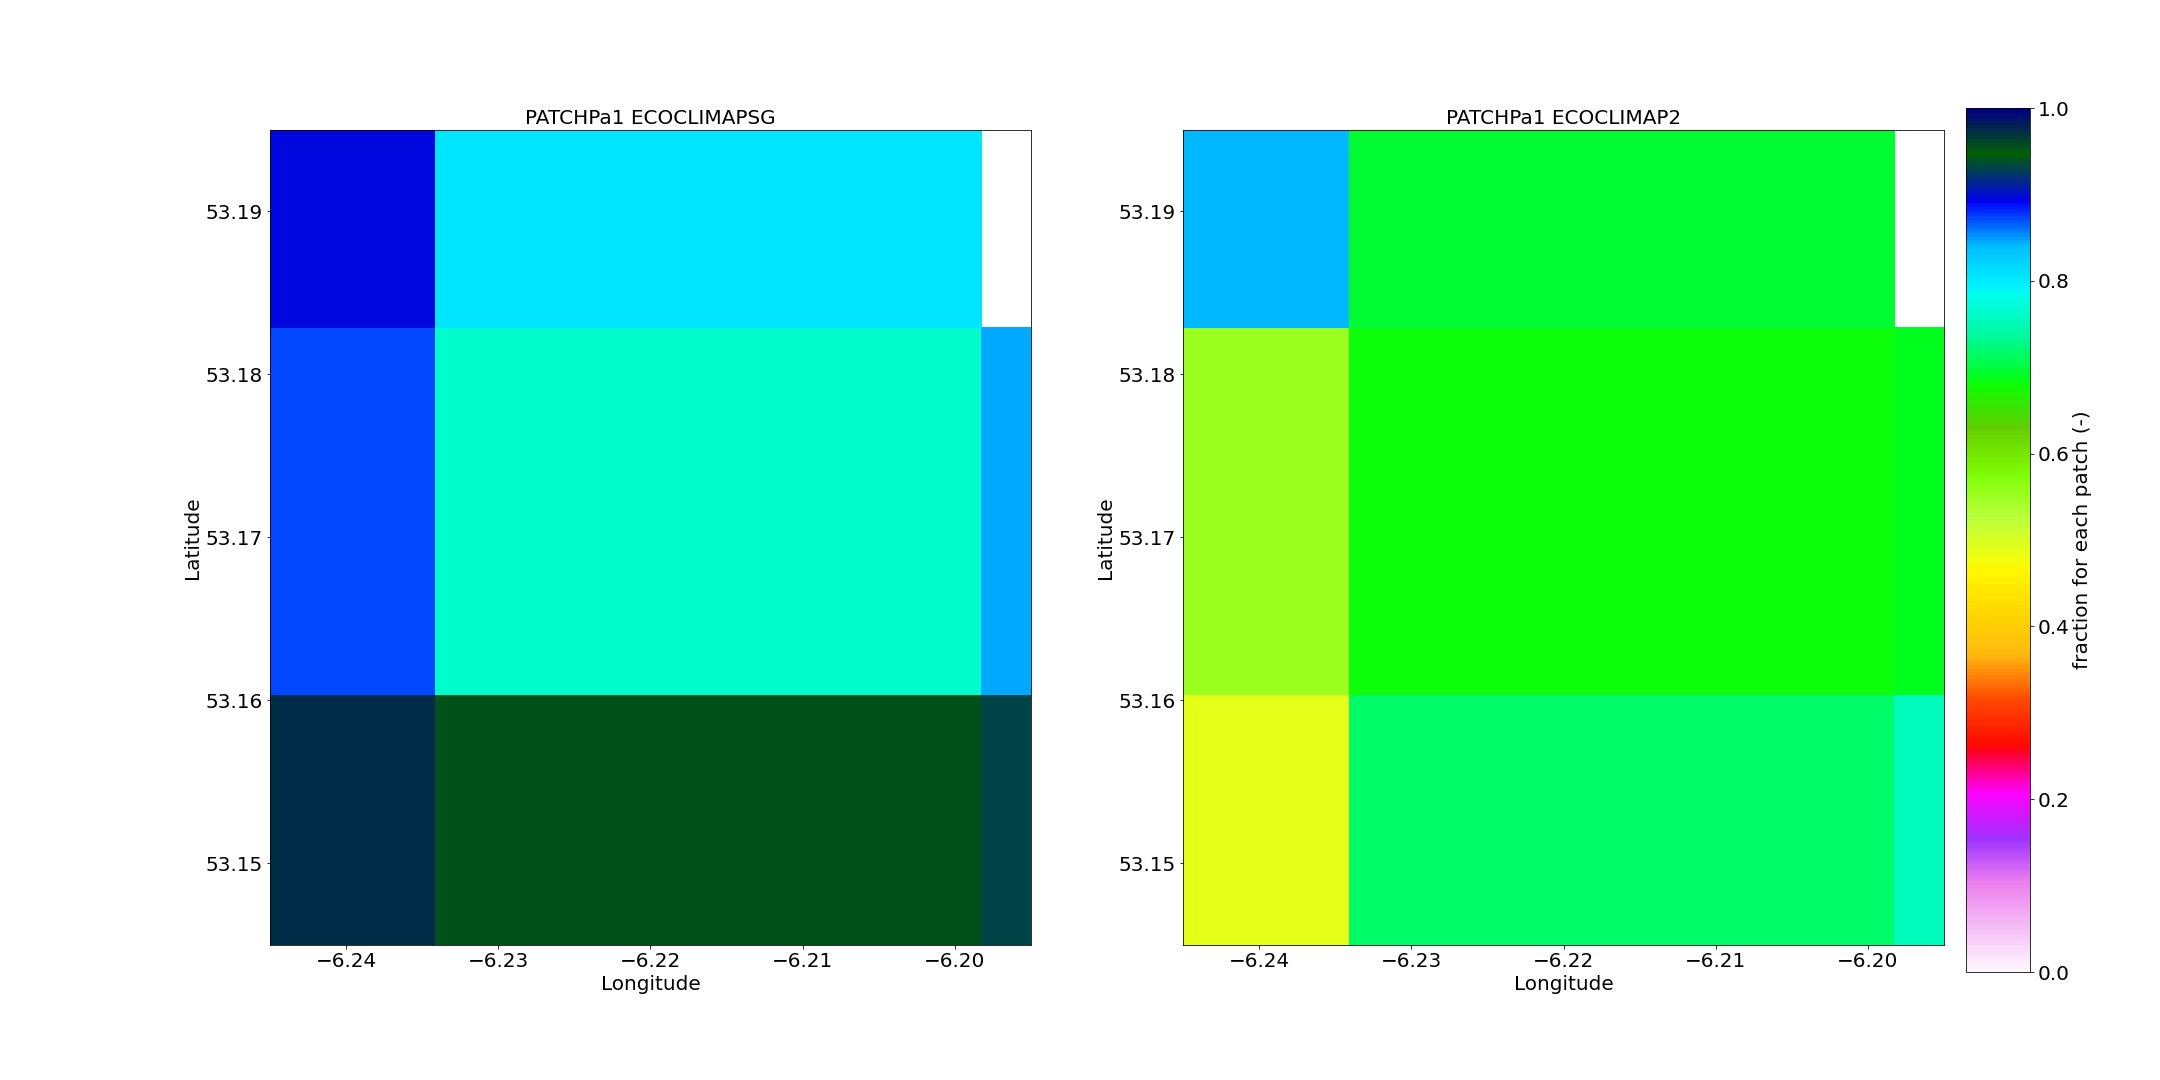 PATCHPa1 ECOCLIMAPSG
53.19
53.18
53.17
53.16
53.15
Latitude
−6.24 −6.23 −6.22 −6.21 −6.20
Longitude
PATCHPa1 ECOCLIMAP2
53.19
53.18
53.17
53.16
53.15
Latitude
−6.24 −6.23 −6.22 −6.21 −6.20
Longitude
1.0
0.8
0.6
0.4
0.2
0.0
fraction for each patch (-)